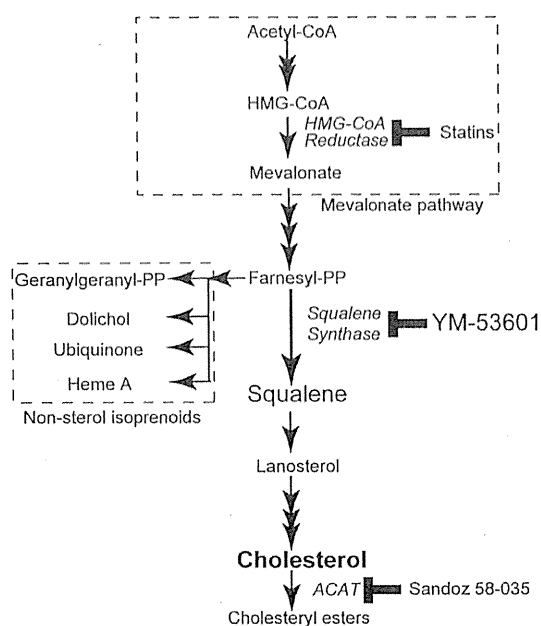 Acetyl-CoA
HMG-CoA
HMG-CoA
Reductase
Statins
Mevalonate
Mevalonate pathway
Geranylgeranyl-PP
Farnesyl-PP
Dolichol
Ubiquinone
Heme A
Non-sterol isoprenoids
Squalene
Synthase
YM-53601
Squalene
Lanosterol
Cholesterol
ACAT
Sandoz 58-035
Cholesteryl esters